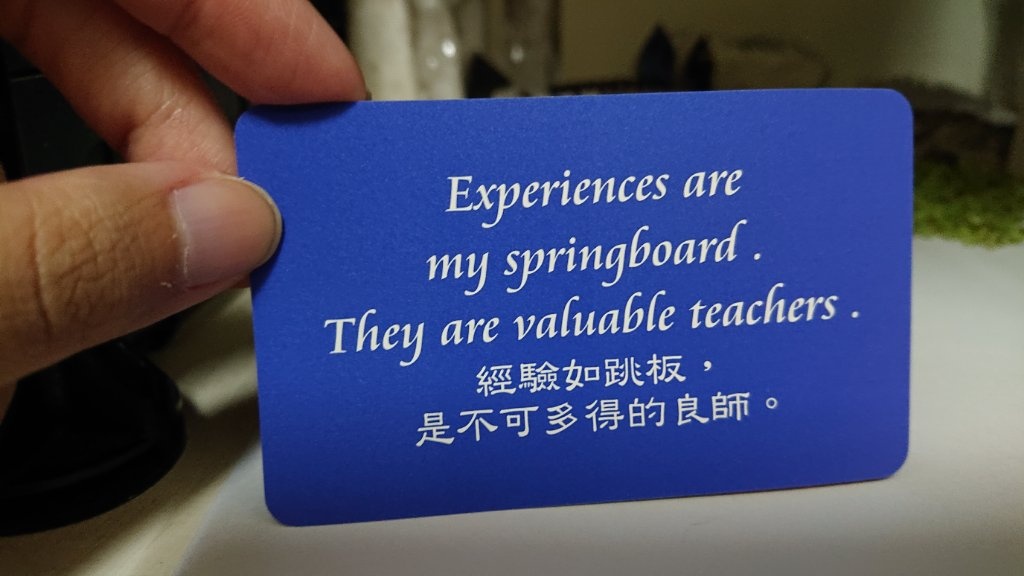 Experiences are
my springboard .
They are valuable teachers .
經驗如跳板，
是不可多得的良師。